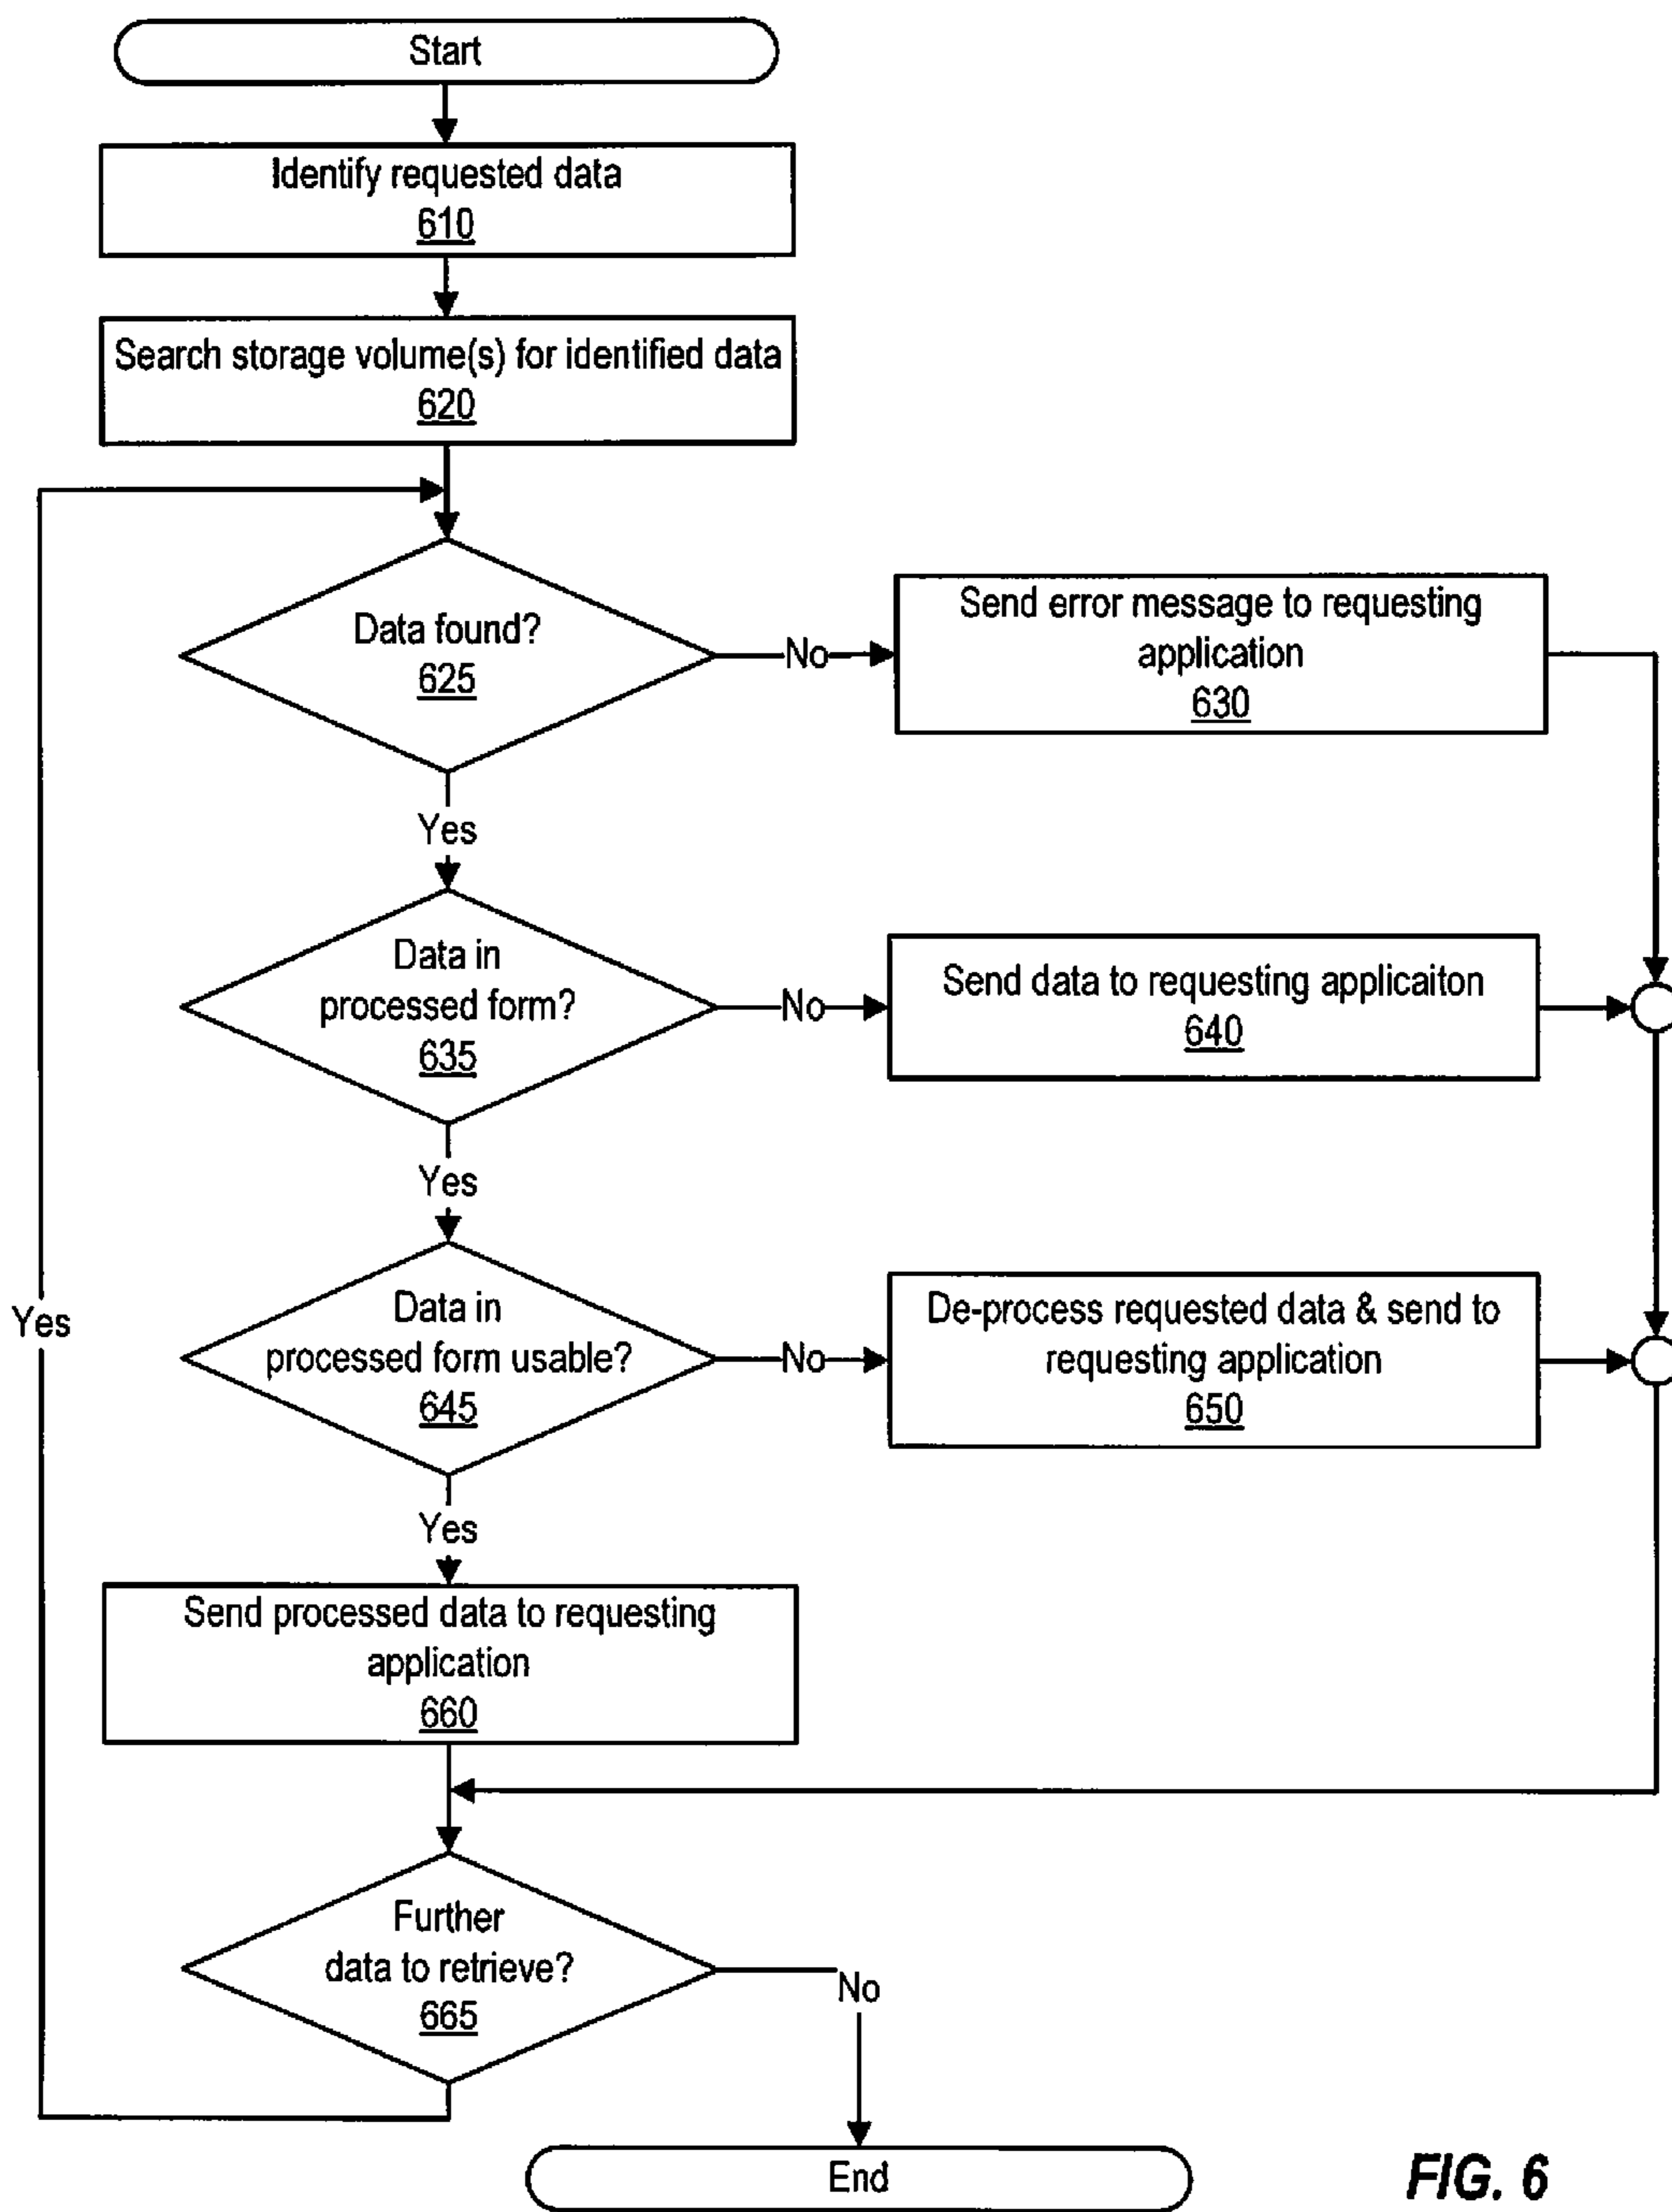 Start
Identify requested data
610
Search storage volume(s) for identified data
620
Data found?
625
No
Send error message to requesting
application
630
Yes
Data in
processed form?
635
No
Send data to requesting applicaiton
640
Yes
Data in
processed form usable?
645
No
De-process requested data & send to
requesting application
650
Yes
Yes
Send processed data to requesting
application
660
Further
data to retrieve?
665
No
End
FIG. 6